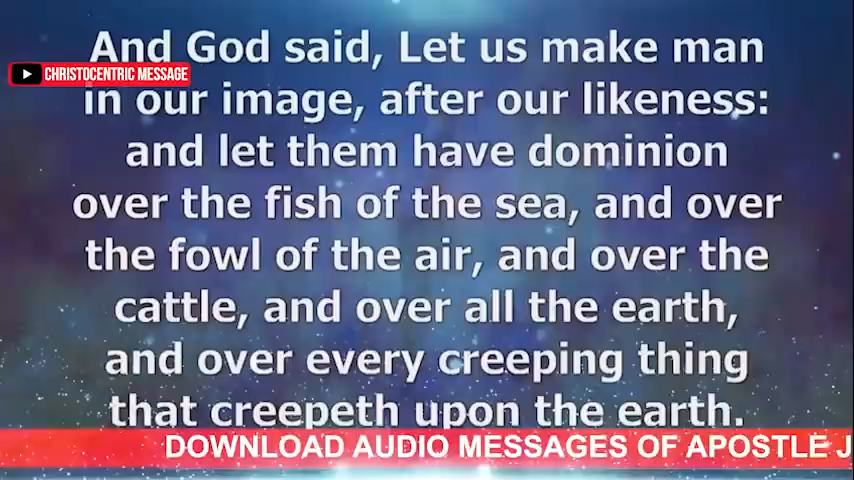 And God said, Let us make man
CHRISTOCENTRIC MESSAGE
in our image, after our likeness:
and let them have dominion
over the fish of the sea, and over
the fowl of the air, and over the
cattle, and over all the earth,
and over every creeping thing
that creepeth upon the earth.
DOWNLOAD AUDIO MESSAGES OF APOSTLE J